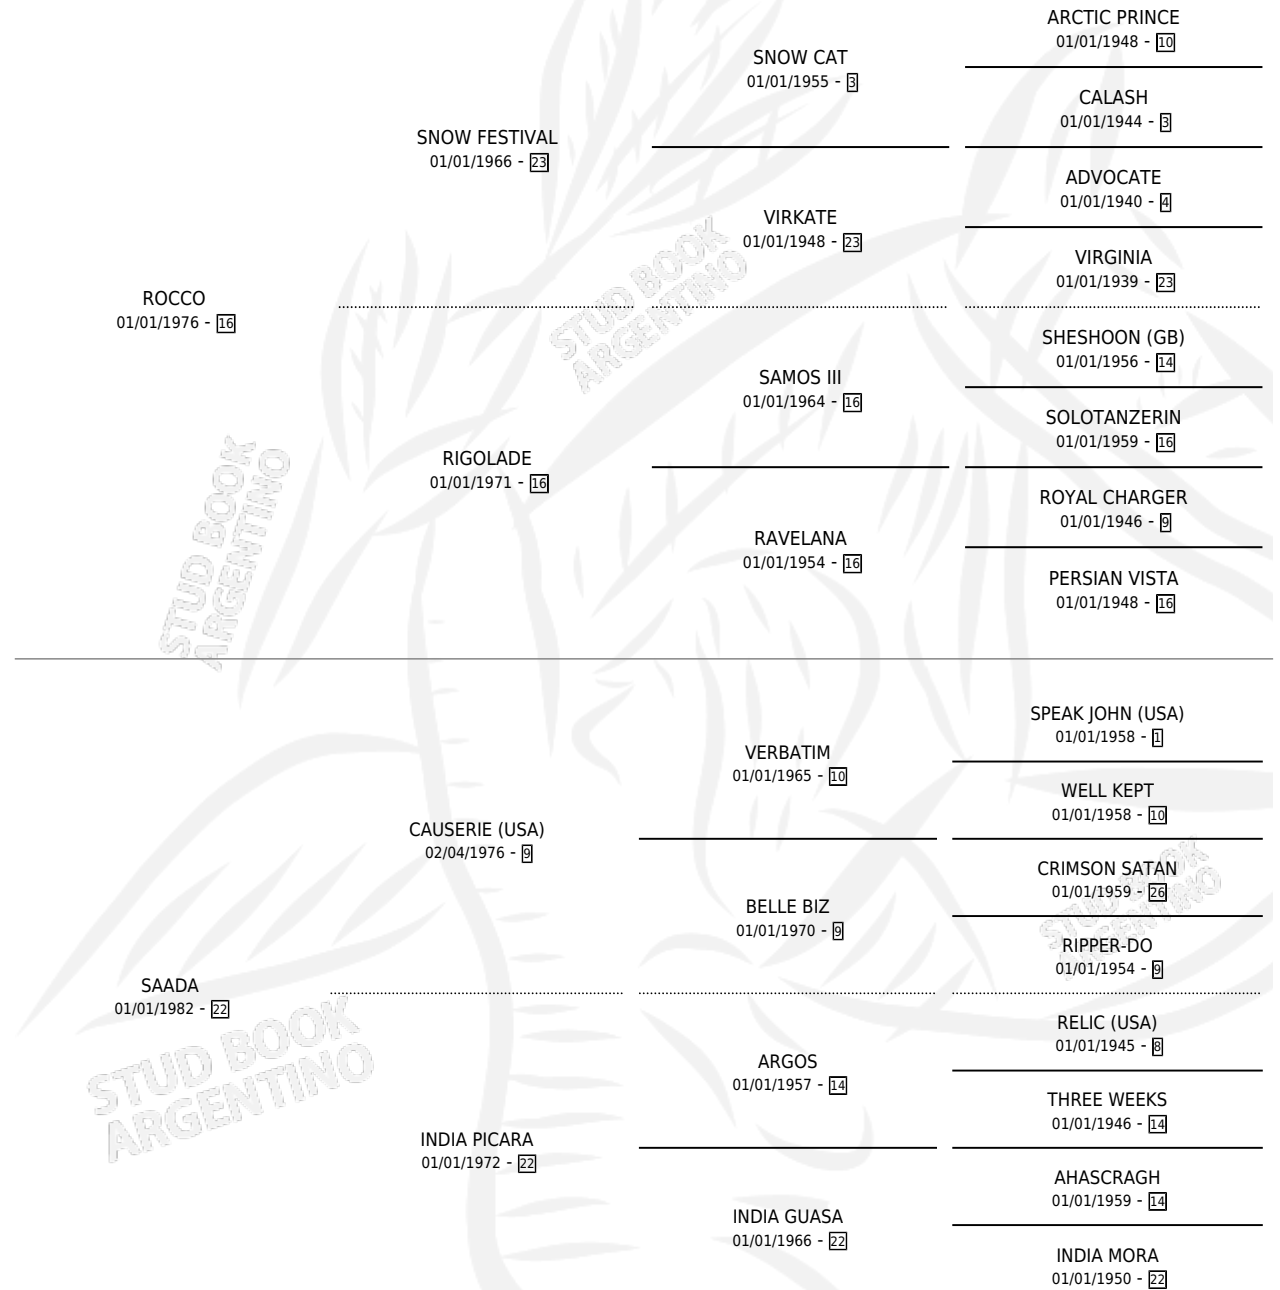 ARCTIC PRINCE
01/01/1948 - 10
SNOW CAT
01/01/1955 - 3
CALASH
01/01/1944 - 3
SNOW FESTIVAL
01/01/1966 - 23
ADVOCATE
01/01/1940 - 4
VIRKATE
01/01/1948 - 23
VIRGINIA
01/01/1939 - 23
ROCCO
01/01/1976 - 16
SHESHOON (GB)
01/01/1956 - 14
SAMOS III
01/01/1964 - 16
SOLOTANZERIN
01/01/1959 - 16
RIGOLADE
01/01/1971 - 16
ROYAL CHARGER
01/01/1946 - 9
RAVELANA
01/01/1954 - 16
PERSIAN VISTA
01/01/1948 - 16
STUD BOOK
ARGENTINO
STUD BOOK
ARGENTINO
SPEAK JOHN (USA)
01/01/1958 - 1
VERBATIM
01/01/1965 - 10
WELL KEPT
01/01/1958 - 10
CAUSERIE (USA)
02/04/1976 - 9
CRIMSON SATAN
01/01/1959 - 26
BELLE BIZ
01/01/1970 - 9
RIPPER-DO
01/01/1954 - 9
SAADA
01/01/1982 - 22
RELIC (USA)
01/01/1945 - 8
ARGOS
01/01/1957 - 14
THREE WEEKS
01/01/1946 - 14
INDIA PICARA
01/01/1972 - 22
AHASCRAGH
01/01/1959 - 14
INDIA GUASA
01/01/1966 - 22
INDIA MORA
01/01/1950 - 22
STUD BOOK
ARGENTINO
STUD BOOK
ARGENTINO